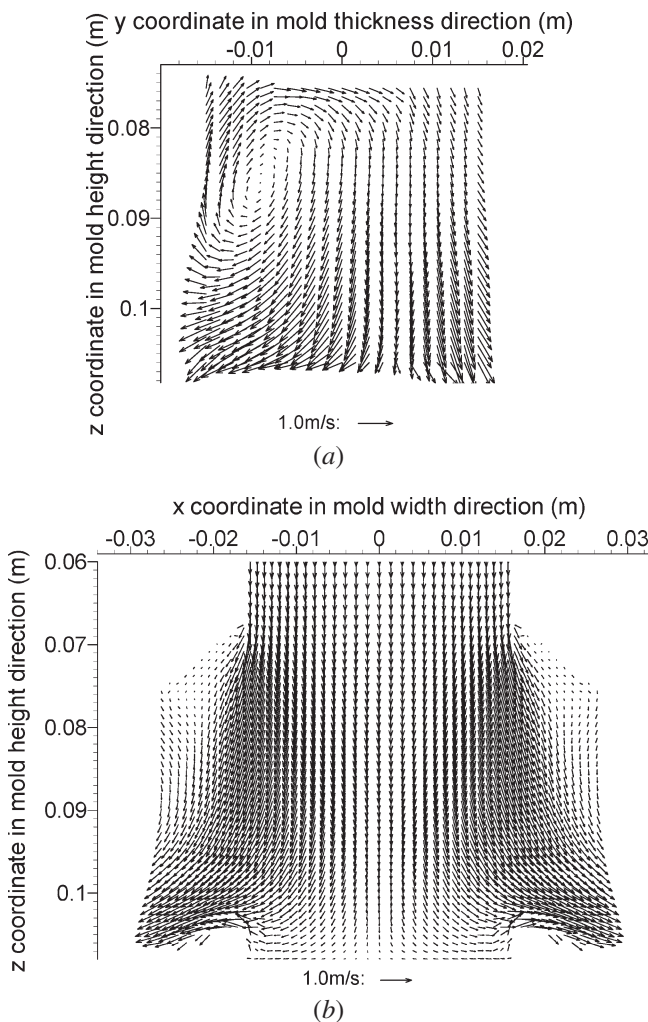 y coordinate in mold thickness direction (m)
-0.01 0 0.01 0.02
z coordinate in mold height direction (m)
0.08
0.09
0.1
1.0m/s:
(a)
x coordinate in mold width direction (m)
-0.03 -0.02 -0.01 0 0.01 0.02 0.03
z coordinate in mold height direction (m)
0.06
0.07
0.08
0.09
0.1
1.0m/s:
(b)